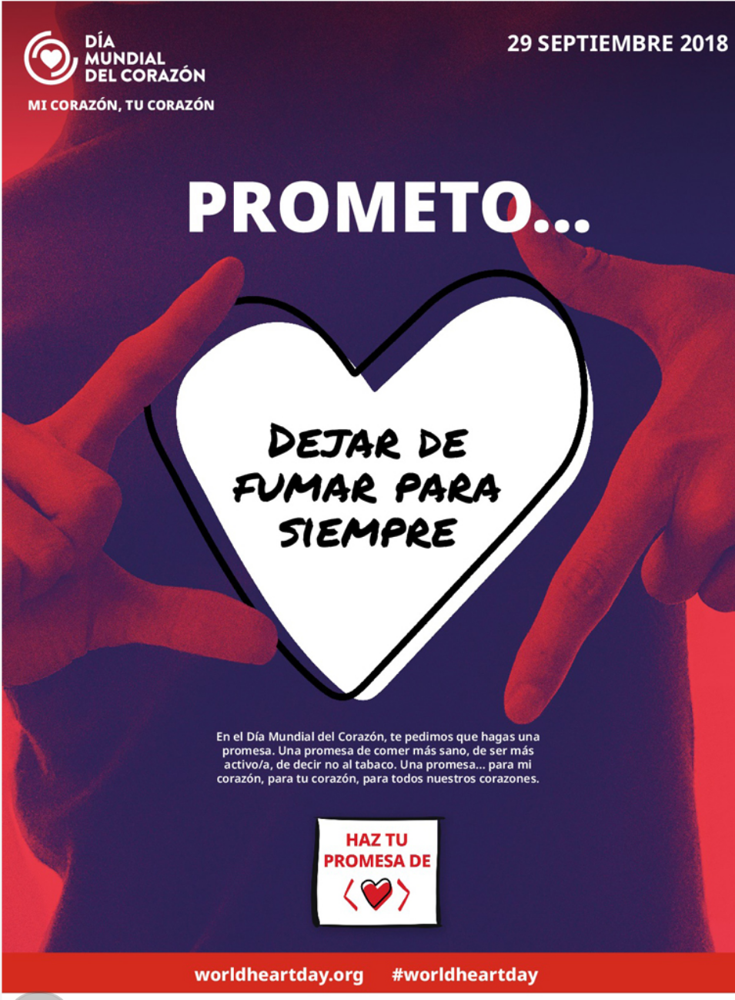 DÍA
MUNDIAL
DEL CORAZÓN
MI CORAZÓN, TU CORAZÓN
29 SEPTIEMBRE 2018
PROMETO...
DEJAR DE
FUMAR PARA
SIEMPRE
En el Día Mundial del Corazón, te pedimos que hagas una
promesa. Una promesa de comer más sano, de ser más
activo/a, de decir no al tabaco. Una promesa... para mi
corazón, para tu corazón, para todos nuestros corazones.
HAZ TU
PROMESA DE
worldheartday.org #worldheartday